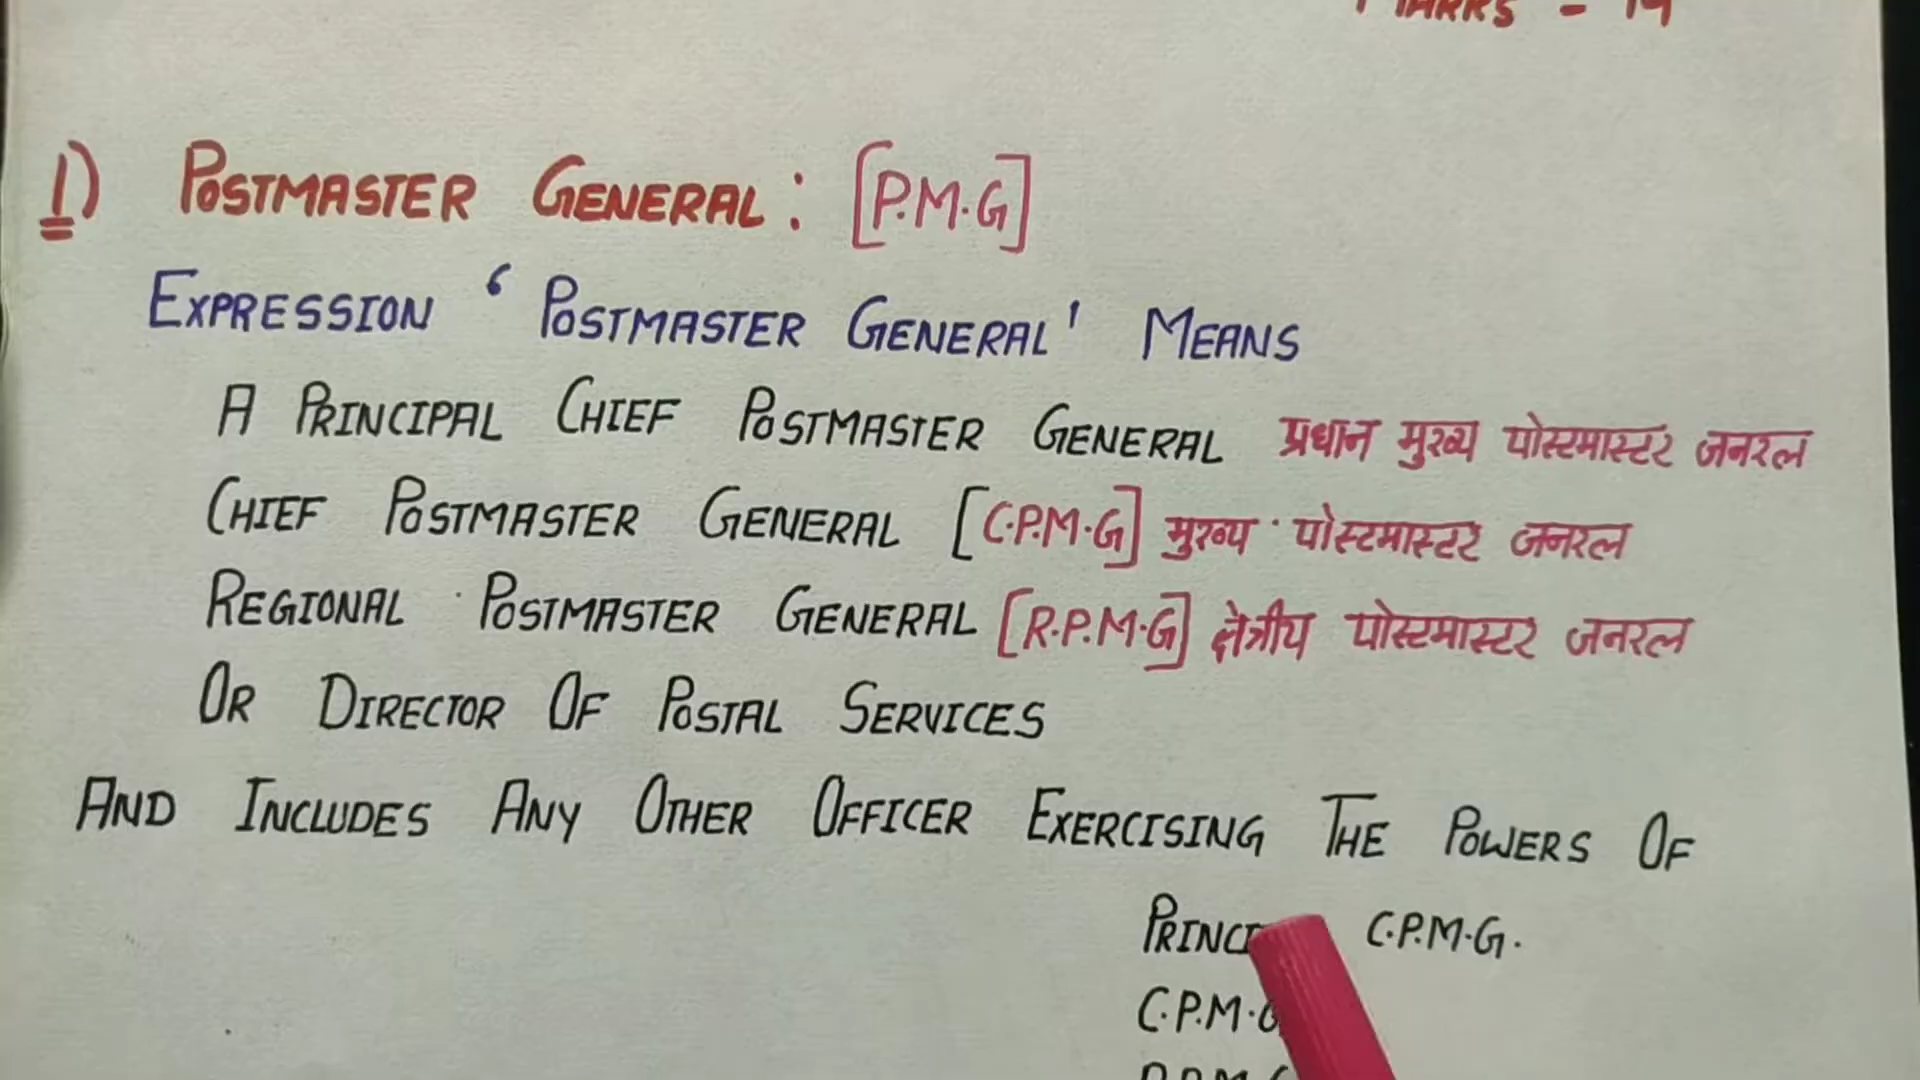 MARKS - 14
1) POSTMASTER GENERAL : [P.M.G]
EXPRESSION ‘ POSTMASTER GENERAL' MEANS
A PRINCIPAL CHIEF POSTMASTER GENERAL प्रधान मुख्य पोस्टमास्टर जनरल
CHIEF POSTMASTER GENERAL [C.P.M.G] मुख्य पोस्टमास्टर जनरल
REGIONAL POSTMASTER GENERAL [R.P.M.G] क्षेत्रीय पोस्टमास्टर जनरल
OR DIRECTOR OF POSTAL SERVICES
AND INCLUDES ANY OTHER OFFICER EXERCISING THE POWERS OF
C.P.M.G.
C.P.M.G